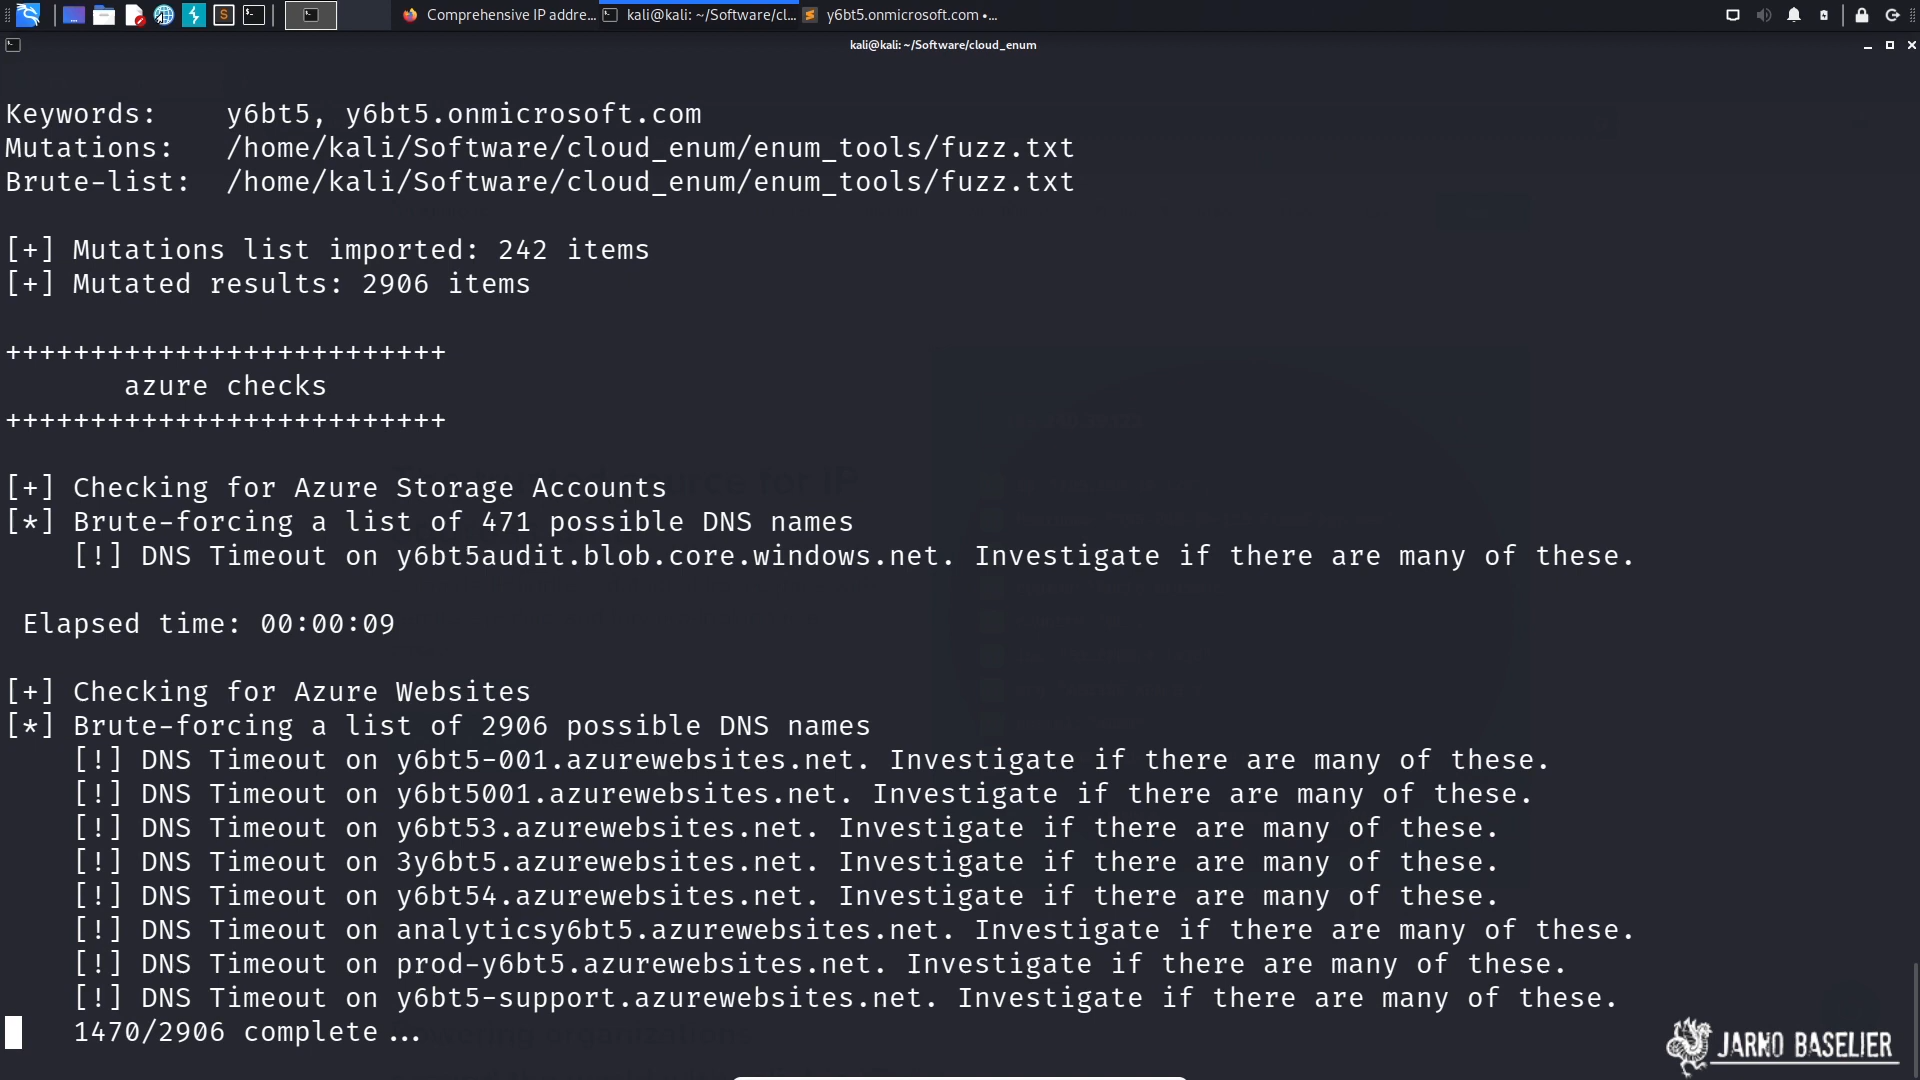 Comprehensive IP addre...
kali@kali: ~/Software/cl...
y6bt5.onmicrosoft.com •...
kali@kali: ~/Software/cloud_enum
Keywords: y6bt5, y6bt5.onmicrosoft.com
Mutations: /home/kali/Software/cloud_enum/enum_tools/fuzz.txt
Brute-list: /home/kali/Software/cloud_enum/enum_tools/fuzz.txt
[+] Mutations list imported: 242 items
[+] Mutated results: 2906 items
++++++++++++++++++++++++++
azure checks
++++++++++++++++++++++++++
[+] Checking for Azure Storage Accounts
[*] Brute-forcing a list of 471 possible DNS names
[!] DNS Timeout on y6bt5audit.blob.core.windows.net. Investigate if there are many of these.
Elapsed time: 00:00:09
[+] Checking for Azure Websites
[*] Brute-forcing a list of 2906 possible DNS names
[!] DNS Timeout on y6bt5-001.azurewebsites.net. Investigate if there are many of these.
[!] DNS Timeout on y6bt5001.azurewebsites.net. Investigate if there are many of these.
[!] DNS Timeout on y6bt53.azurewebsites.net. Investigate if there are many of these.
[!] DNS Timeout on 3y6bt5.azurewebsites.net. Investigate if there are many of these.
[!] DNS Timeout on y6bt54.azurewebsites.net. Investigate if there are many of these.
[!] DNS Timeout on analyticsy6bt5.azurewebsites.net. Investigate if there are many of these.
[!] DNS Timeout on prod-y6bt5.azurewebsites.net. Investigate if there are many of these.
[!] DNS Timeout on y6bt5-support.azurewebsites.net. Investigate if there are many of these.
1470/2906 complete...
JARNO BASELIER